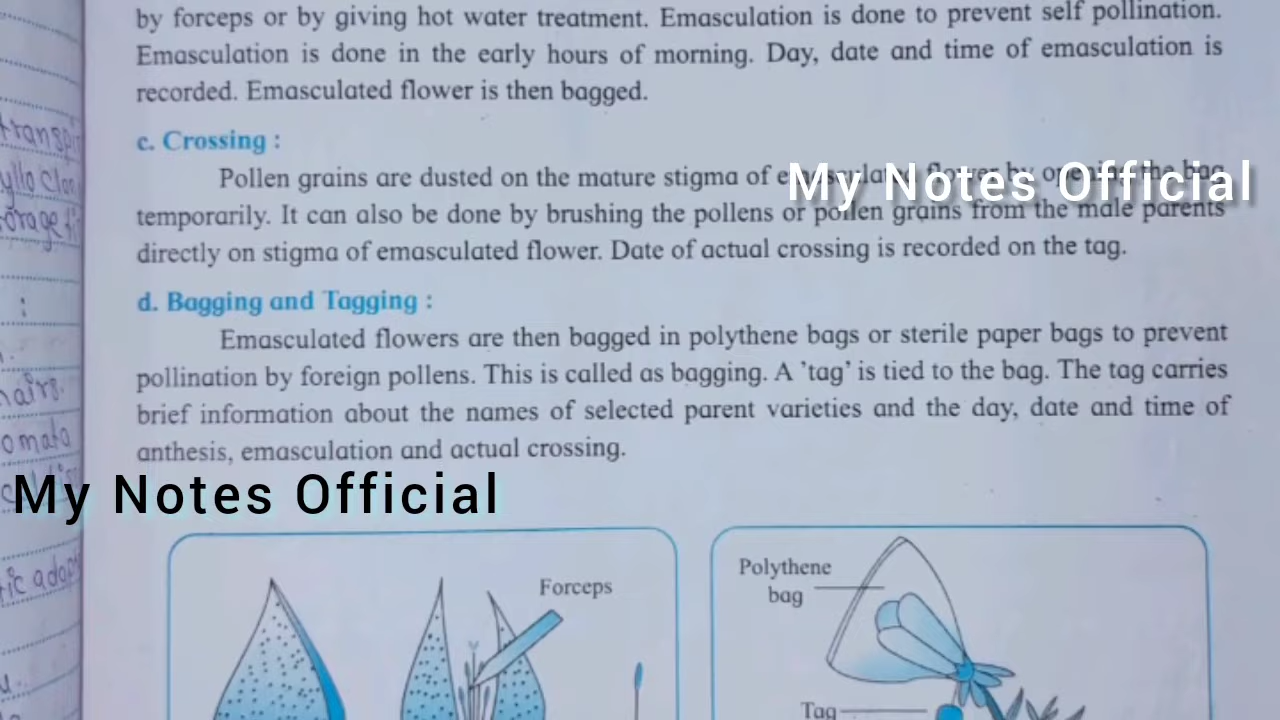 by forceps or by giving hot water treatment. Emasculation is done to prevent self pollination.
Emasculation is done in the early hours of morning. Day, date and time of emasculation is
recorded. Emasculated flower is then bagged.
c. Crossing :
Pollen grains are dusted on the mature stigma of emasculated flower by opening the bag
My Notes Official
temporarily. It can also be done by brushing the pollens or pollen grains from the male parents
directly on stigma of emasculated flower. Date of actual crossing is recorded on the tag.
d. Bagging and Tagging :
Emasculated flowers are then bagged in polythene bags or sterile paper bags to prevent
pollination by foreign pollens. This is called as bagging. A 'tag' is tied to the bag. The tag carries
brief information about the names of selected parent varieties and the day, date and time of
anthesis, emasculation and actual crossing.
My Notes Official
Forceps
Polythene
bag
Tag